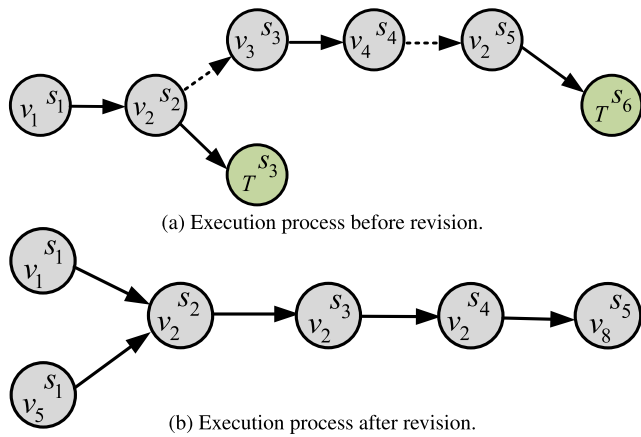 v₃ s₃
v₄ s₄
v₂ s₅
v₁ s₁
v₂ s₂
T s₆
T s₃
(a) Execution process before revision.
v₁ s₁
v₂ s₂
v₂ s₃
v₂ s₄
v₈ s₅
v₅ s₁
(b) Execution process after revision.